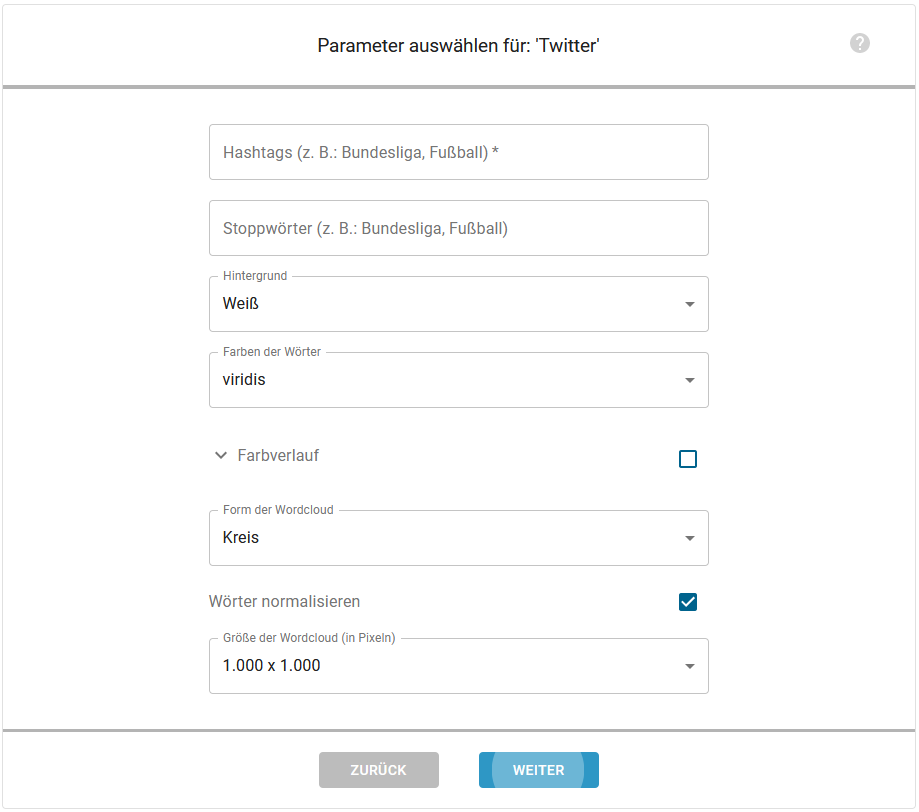 Parameter auswählen für: 'Twitter'
?
Hashtags (z. B.: Bundesliga, Fußball) *
Stoppwörter (z. B.: Bundesliga, Fußball)
Hintergrund
Weiß
Farben der Wörter
viridis
Farbverlauf
Form der Wordcloud
Kreis
Wörter normalisieren
Größe der Wordcloud (in Pixeln)
1.000 x 1.000
ZURÜCK
WEITER